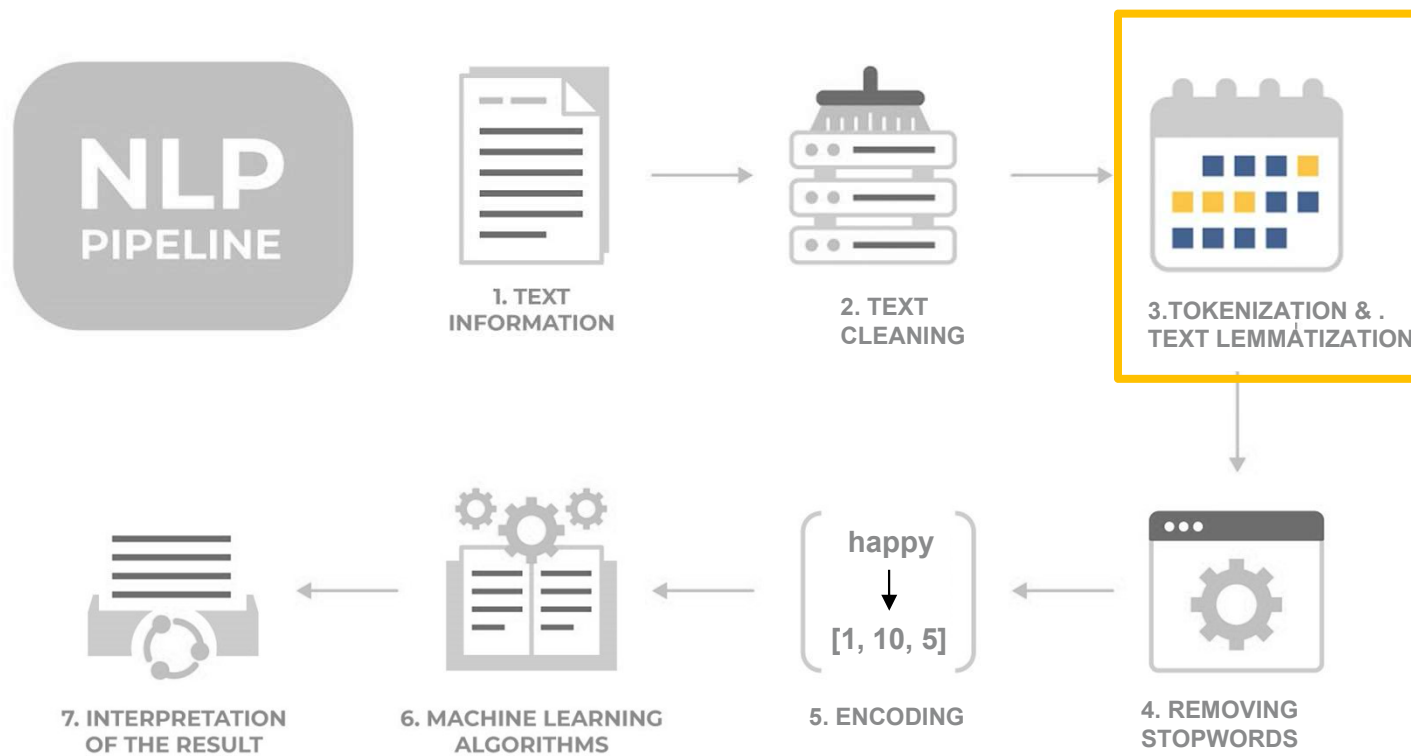 NLP
PIPELINE
1. TEXT
INFORMATION
2. TEXT
CLEANING
3.TOKENIZATION & .
TEXT LEMMATIZATION
4. REMOVING
STOPWORDS
happy
[1, 10, 5]
5. ENCODING
6. MACHINE LEARNING
ALGORITHMS
7. INTERPRETATION
OF THE RESULT